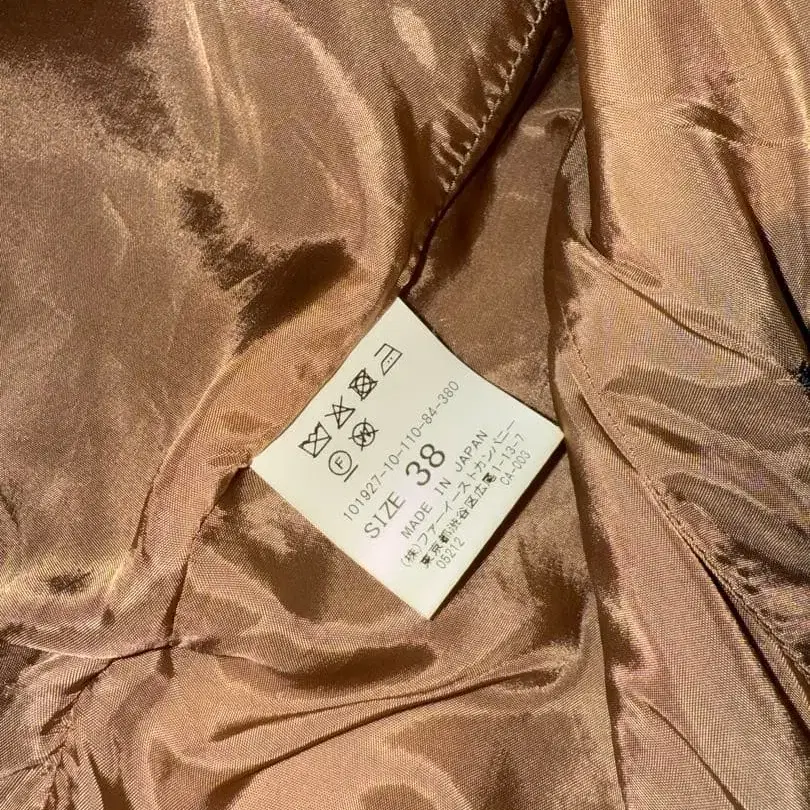 F W
101927-10-110-84-380
SIZE 38
MADE IN JAPAN
(株)ファーイーストカンパニー
東京都渋谷区広尾1-13-7
05212 CA-000